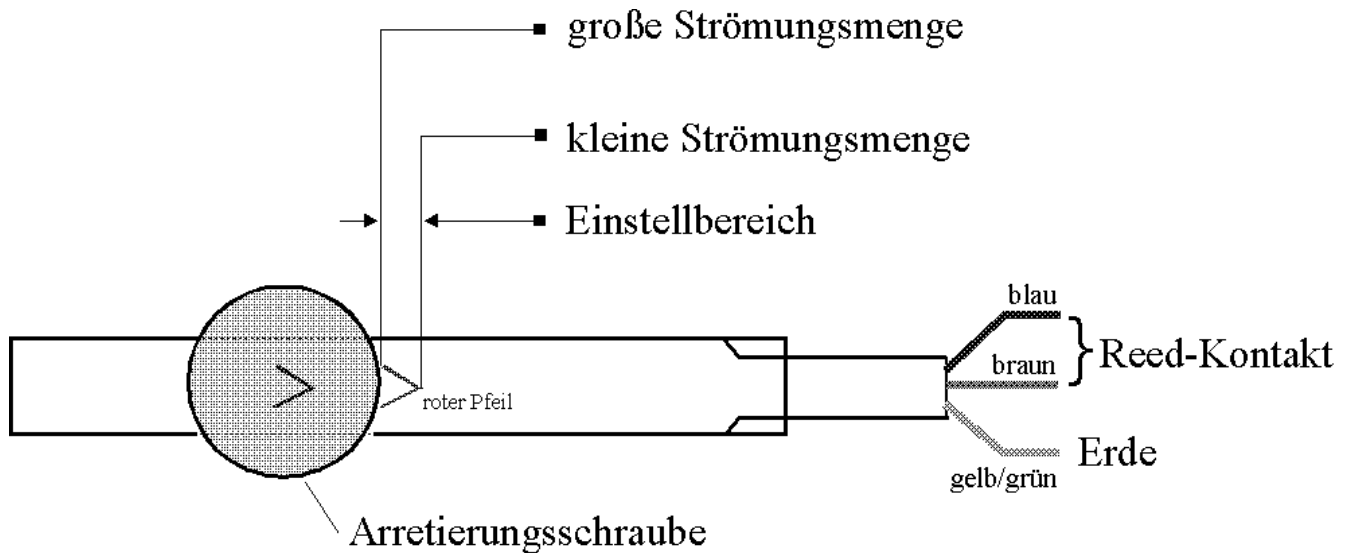 große Strömungsmenge
kleine Strömungsmenge
Einstellbereich
blau
braun
Reed-Kontakt
roter Pfeil
Erde
gelb/grün
Arretierungsschraube